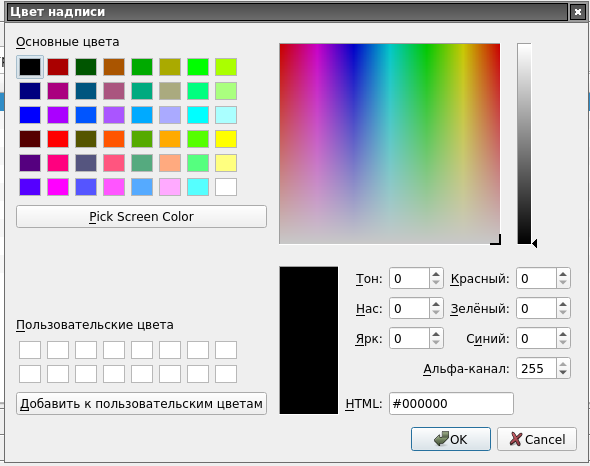 Цвет надписи
Основные цвета
Pick Screen Color
Пользовательские цвета
Добавить к пользовательским цветам
Тон: 0 Красный: 0
Нас: 0 Зелёный: 0
Ярк: 0 Синий: 0
Альфа-канал: 255
HTML: #000000
OK Cancel